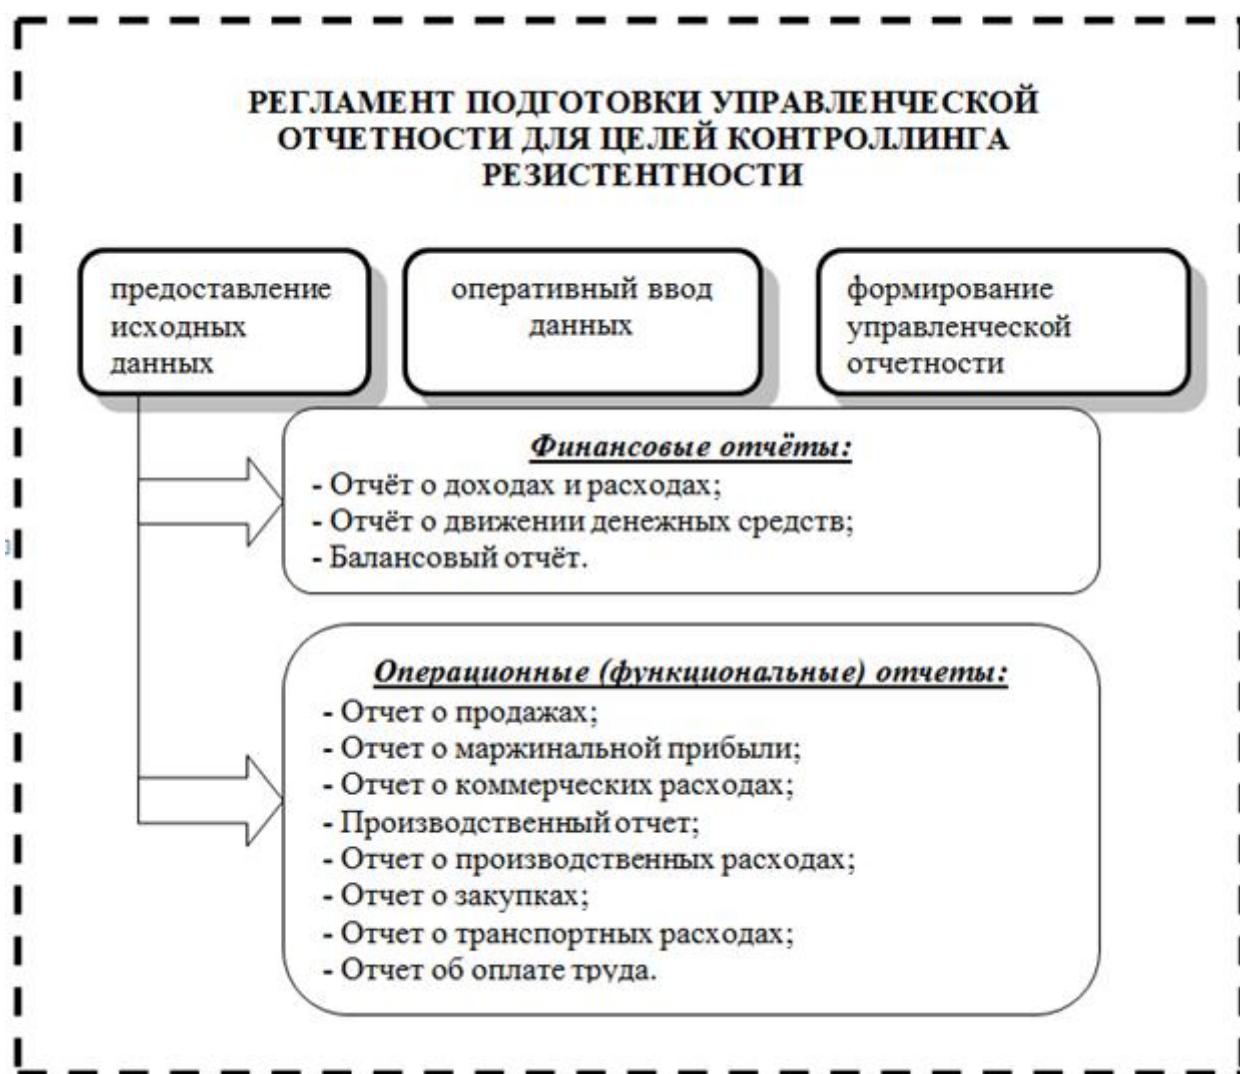 РЕГЛАМЕНТ ПОДГОТОВКИ УПРАВЛЕНЧЕСКОЙ
ОТЧЕТНОСТИ ДЛЯ ЦЕЛЕЙ КОНТРОЛЛИНГА
РЕЗИСТЕНТНОСТИ
предоставление
исходных
данных
оперативный ввод
данных
формирование
управленческой
отчетности
Финансовые отчёты:
- Отчёт о доходах и расходах;
- Отчёт о движении денежных средств;
- Балансовый отчёт.
Операционные (функциональные) отчеты:
- Отчет о продажах;
- Отчет о маржинальной прибыли;
- Отчет о коммерческих расходах;
- Производственный отчет;
- Отчет о производственных расходах;
- Отчет о закупках;
- Отчет о транспортных расходах;
- Отчет об оплате труда.